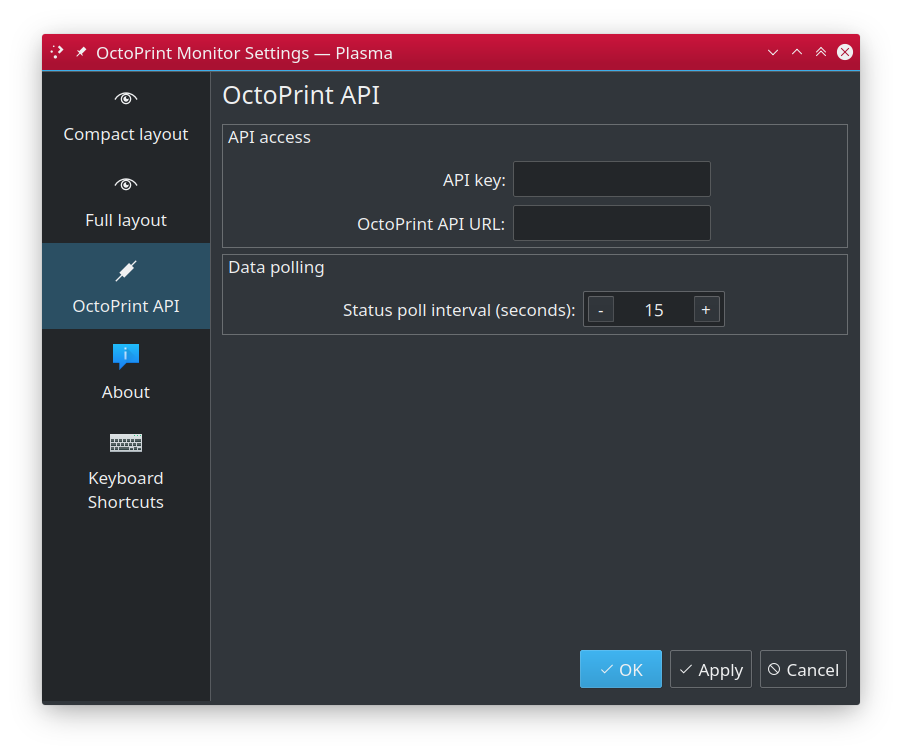 OctoPrint Monitor Settings — Plasma
Compact layout
Full layout
OctoPrint API
About
Keyboard
Shortcuts
OctoPrint API
API access
API key:
OctoPrint API URL:
Data polling
Status poll interval (seconds): - 15 +
OK Apply Cancel